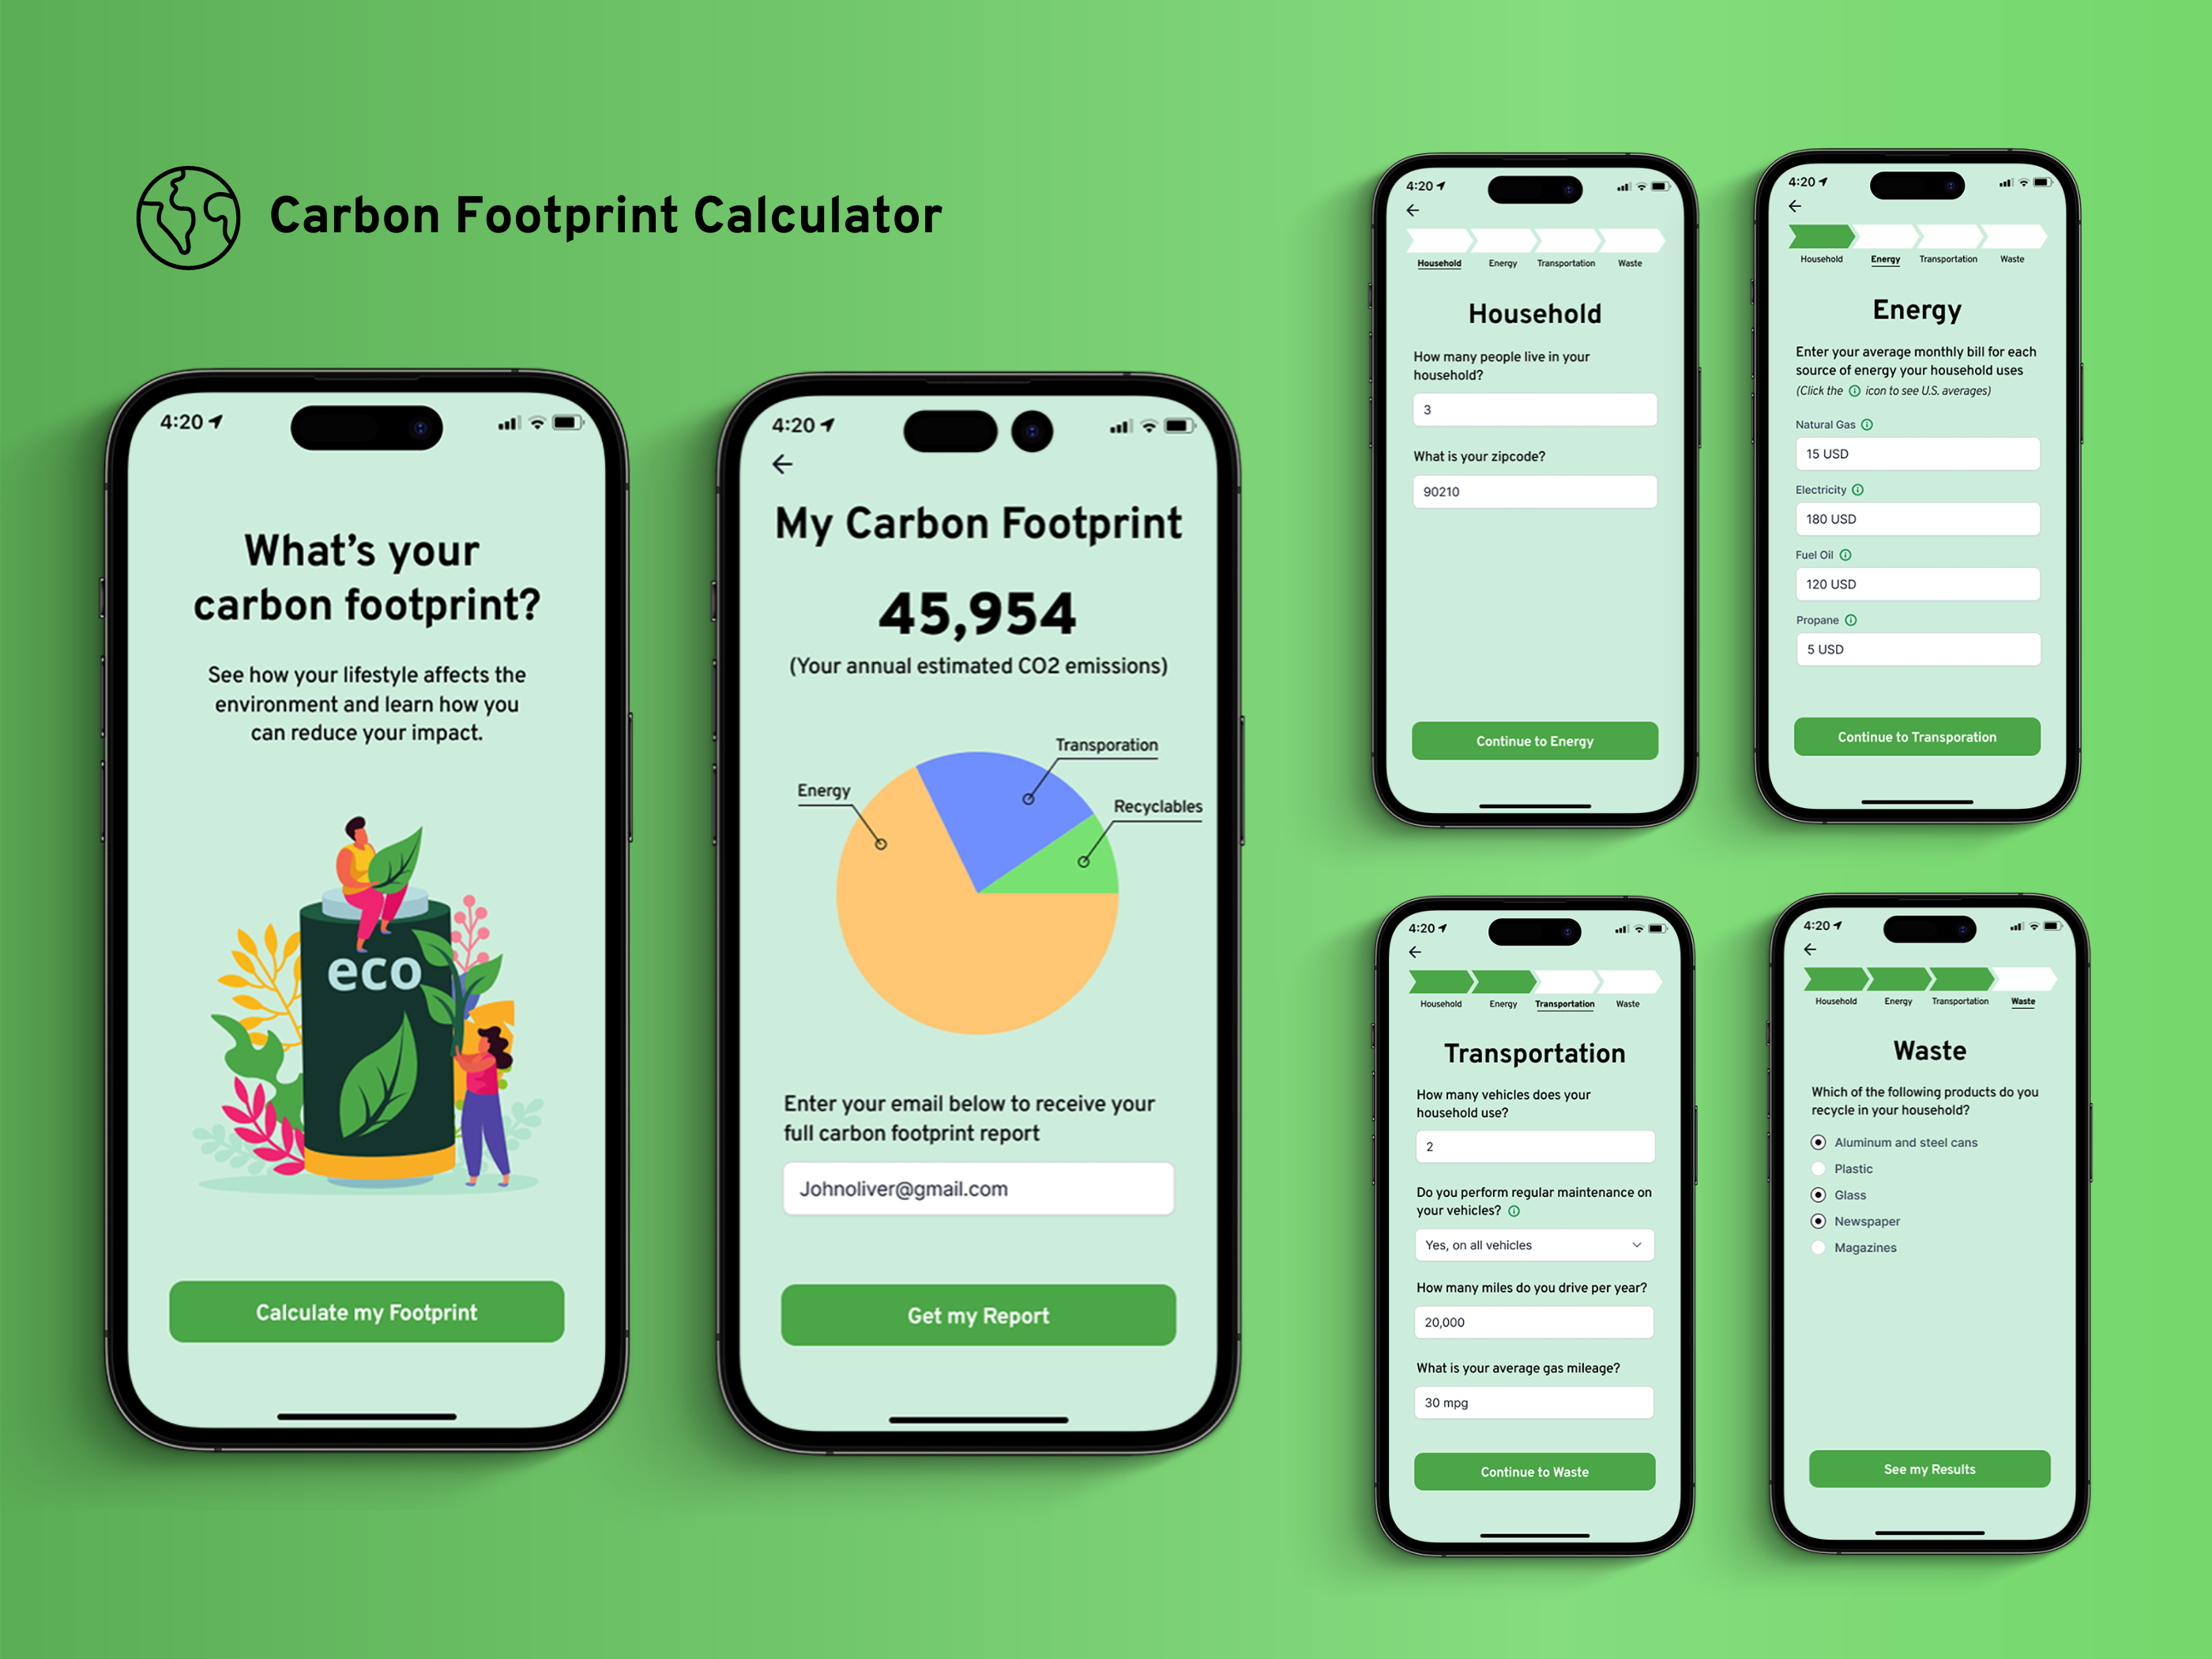 Carbon Footprint Calculator
4:20
What's your
carbon footprint?
See how your lifestyle affects the
environment and learn how you
can reduce your impact.
eco
Calculate my Footprint
4:20
My Carbon Footprint
45,954
(Your annual estimated CO2 emissions)
Transporation
Energy
Recyclables
Enter your email below to receive your
full carbon footprint report
Johnoliver@gmail.com
Get my Report
4:20
Household Energy Transportation Waste
Household
How many people live in your
household?
3
What is your zipcode?
90210
Continue to Energy
4:20
Household Energy Transportation Waste
Energy
Enter your average monthly bill for each
source of energy your household uses
(Click the i icon to see U.S. averages)
Natural Gas i
15 USD
Electricity i
180 USD
Fuel Oil i
120 USD
Propane i
5 USD
Continue to Transporation
4:20
Household Energy Transportation Waste
Transportation
How many vehicles does your
household use?
2
Do you perform regular maintenance on
your vehicles? i
Yes, on all vehicles
How many miles do you drive per year?
20,000
What is your average gas mileage?
30 mpg
Continue to Waste
4:20
Household Energy Transportation Waste
Waste
Which of the following products do you
recycle in your household?
Aluminum and steel cans
Plastic
Glass
Newspaper
Magazines
See my Results